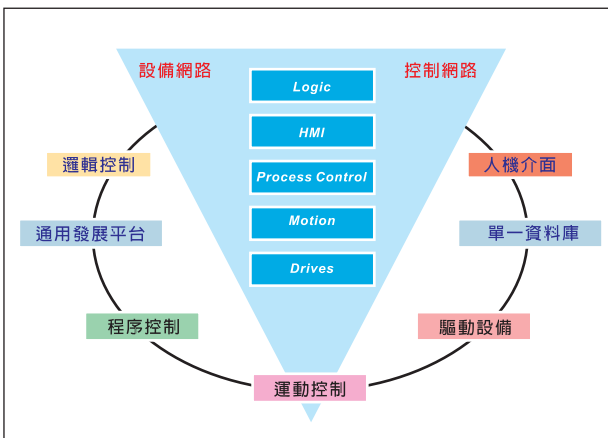 設備網路
控制網路
Logic
HMI
Process Control
Motion
Drives
邏輯控制
人機介面
通用發展平台
單一資料庫
程序控制
驅動設備
運動控制